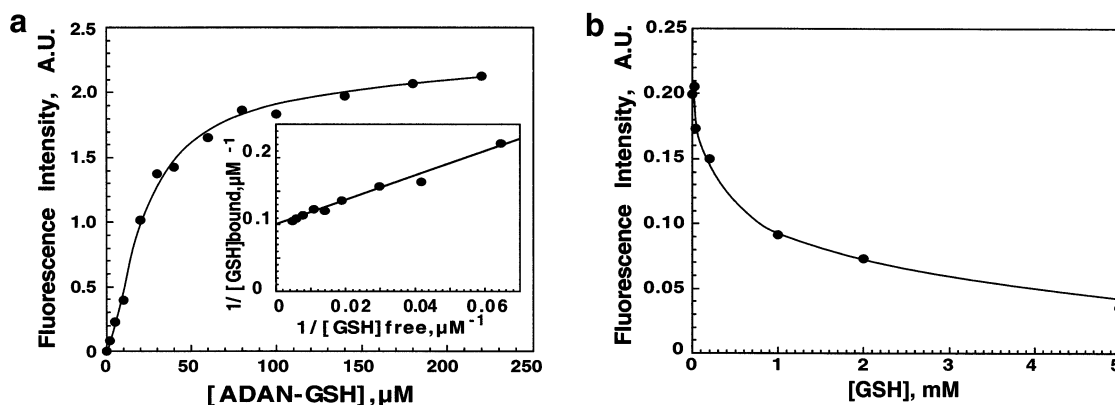 a
Fluorescence Intensity, A.U.
2.5
2.0
1.5
1.0
0.5
0
0 50 100 150 200 250
[ADAN-GSH],µM
1/[GSH]bound,µM-1
0.2
0.1
0
0 0.02 0.04 0.06
1/[GSH]free,µM-1
b
Fluorescence Intensity, A.U.
0.25
0.20
0.15
0.10
0.05
0
0 1 2 3 4 5
[GSH], mM